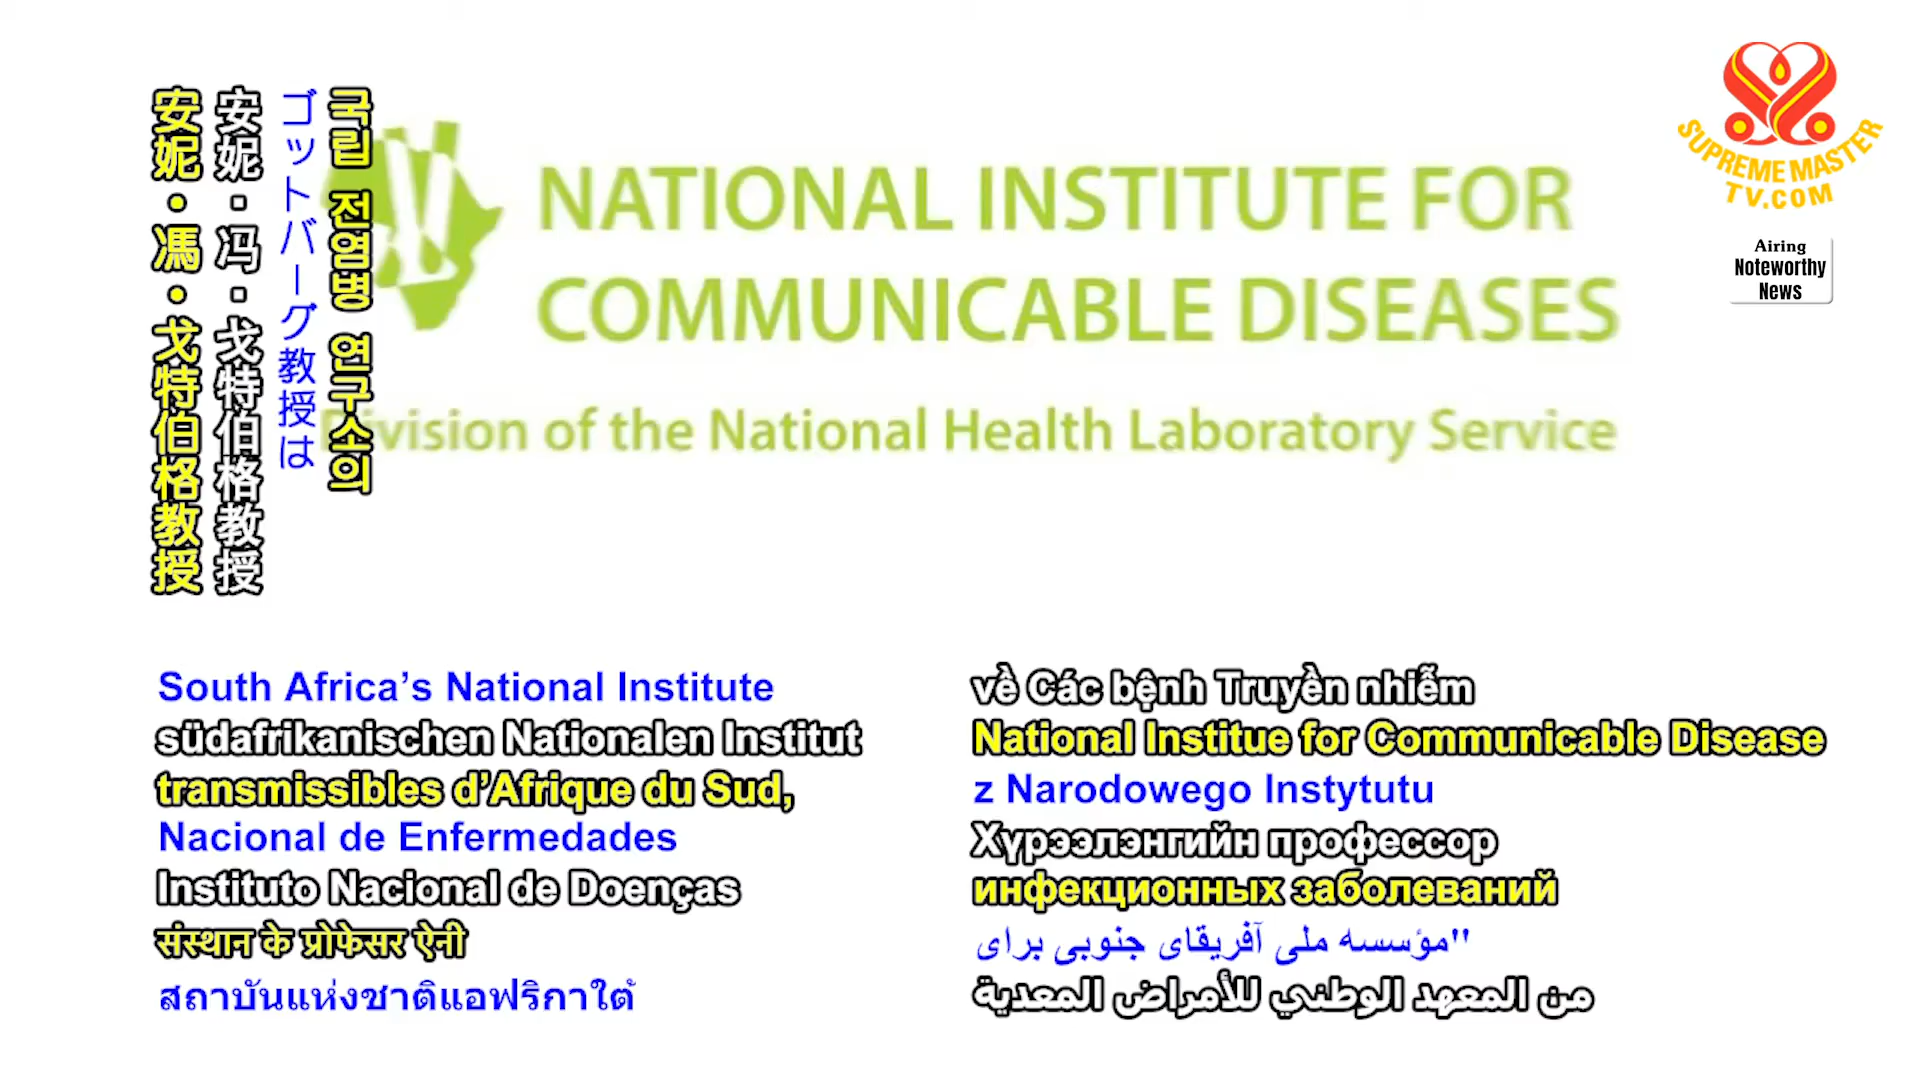 安妮・馮・戈特伯格教授
安妮・冯・戈特伯格教授
ゴットバーグ教授は
국립 전염병 연구소의
NATIONAL INSTITUTE FOR
COMMUNICABLE DISEASES
Division of the National Health Laboratory Service
SUPREME MASTER
TV.COM
Airing
Noteworthy
News
South Africa’s National Institute
südafrikanischen Nationalen Institut
transmissibles d’Afrique du Sud,
Nacional de Enfermedades
Instituto Nacional de Doenças
संस्थान के प्रोफेसर ऐनी
สถาบันแห่งชาติแอฟริกาใต้
về Các bệnh Truyền nhiễm
National Institue for Communicable Disease
z Narodowego Instytutu
Хүрээлэнгийн профессор
инфекционных заболеваний
"مؤسسه ملی آفریقای جنوبی برای
من المعهد الوطني للأمراض المعدية